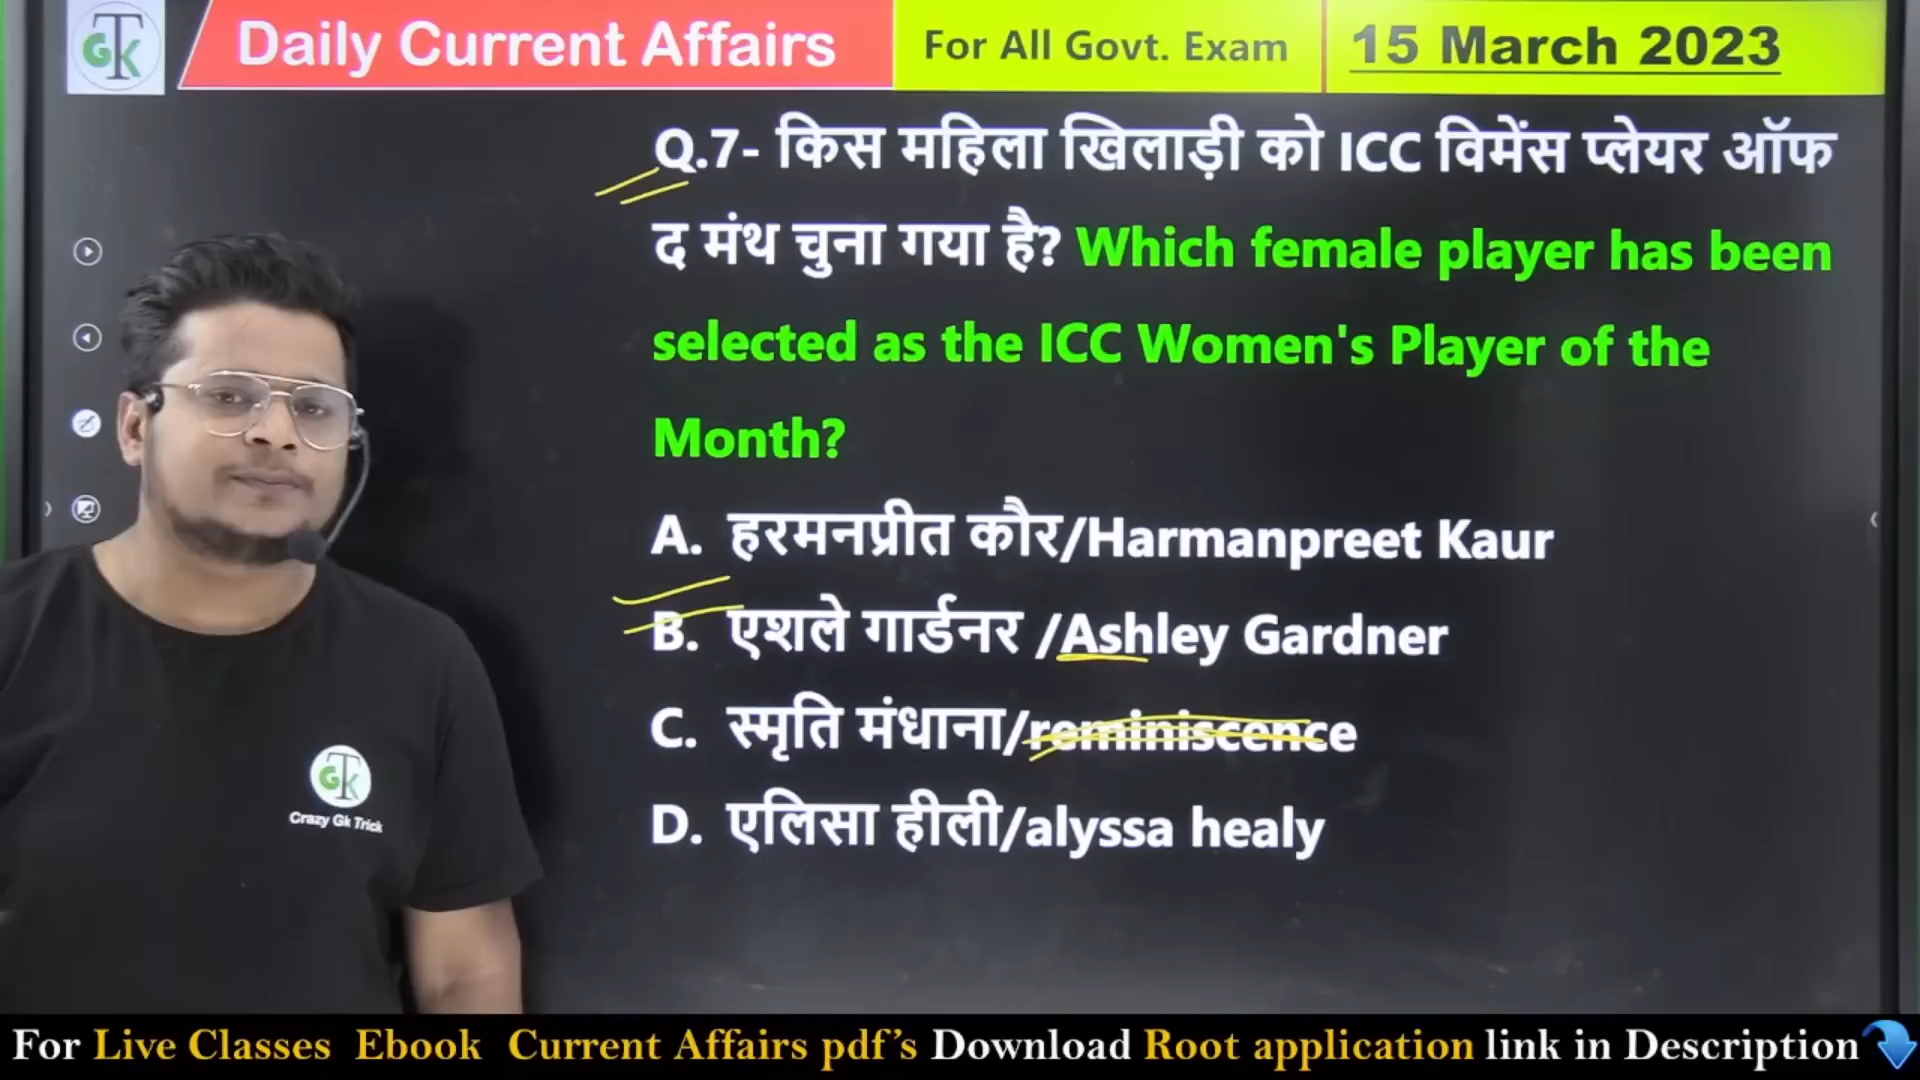 GTK
Daily Current Affairs
For All Govt. Exam
15 March 2023
Q.7- किस महिला खिलाड़ी को ICC विमेंस प्लेयर ऑफ
द मंथ चुना गया है? Which female player has been
selected as the ICC Women's Player of the
Month?
A. हरमनप्रीत कौर/Harmanpreet Kaur
B. एशले गार्डनर /Ashley Gardner
C. स्मृति मंधाना/reminiscence
D. एलिसा हीली/alyssa healy
GTK
Crazy Gk Trick
For Live Classes Ebook Current Affairs pdf's Download Root application link in Description